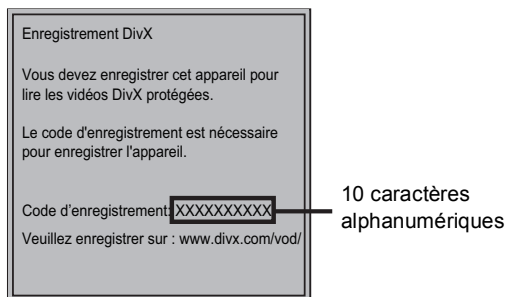 Enregistrement DivX
Vous devez enregistrer cet appareil pour
lire les vidéos DivX protégées.
Le code d'enregistrement est nécessaire
pour enregistrer l'appareil.
Code d’enregistrement: XXXXXXXXXX
Veuillez enregistrer sur : www.divx.com/vod/
10 caractères
alphanumériques